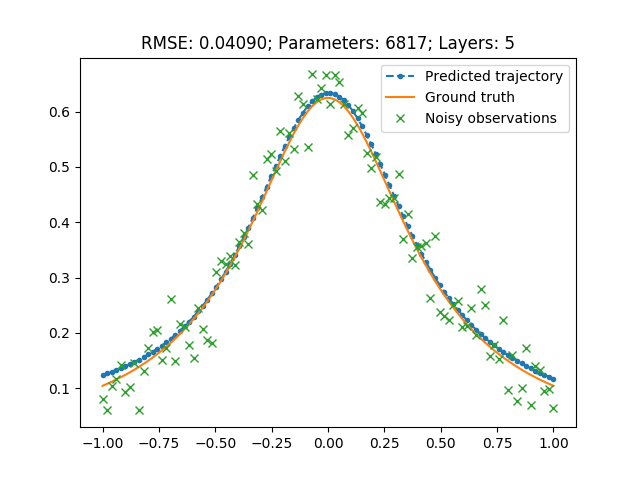 RMSE: 0.04090; Parameters: 6817; Layers: 5
Predicted trajectory
Ground truth
Noisy observations
0.6
0.5
0.4
0.3
0.2
0.1
−1.00 −0.75 −0.50 −0.25 0.00 0.25 0.50 0.75 1.00